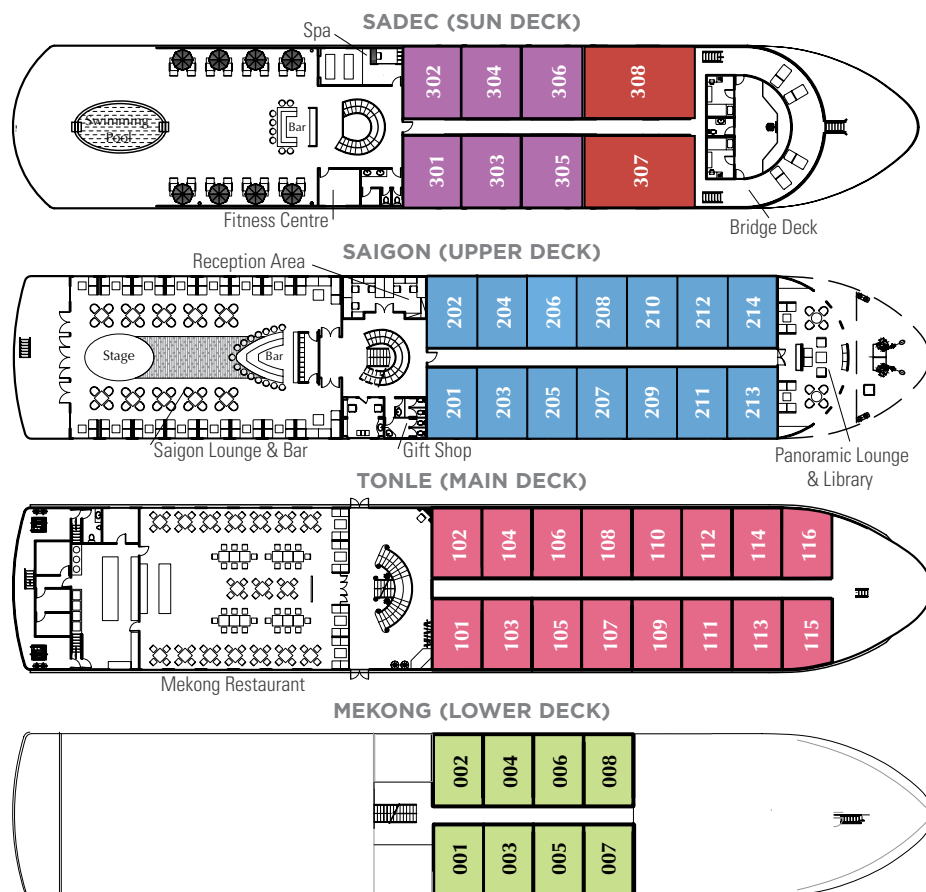 SADEC (SUN DECK)
Spa
302
304
306
308
Swimming
Pool
Bar
301
303
305
307
Fitness Centre
Bridge Deck
SAIGON (UPPER DECK)
Reception Area
202
204
206
208
210
212
214
Stage
Bar
201
203
205
207
209
211
213
Saigon Lounge & Bar
Gift Shop
Panoramic Lounge
& Library
TONLE (MAIN DECK)
102
104
106
108
110
112
114
116
101
103
105
107
109
111
113
115
Mekong Restaurant
MEKONG (LOWER DECK)
002
004
006
008
001
003
005
007